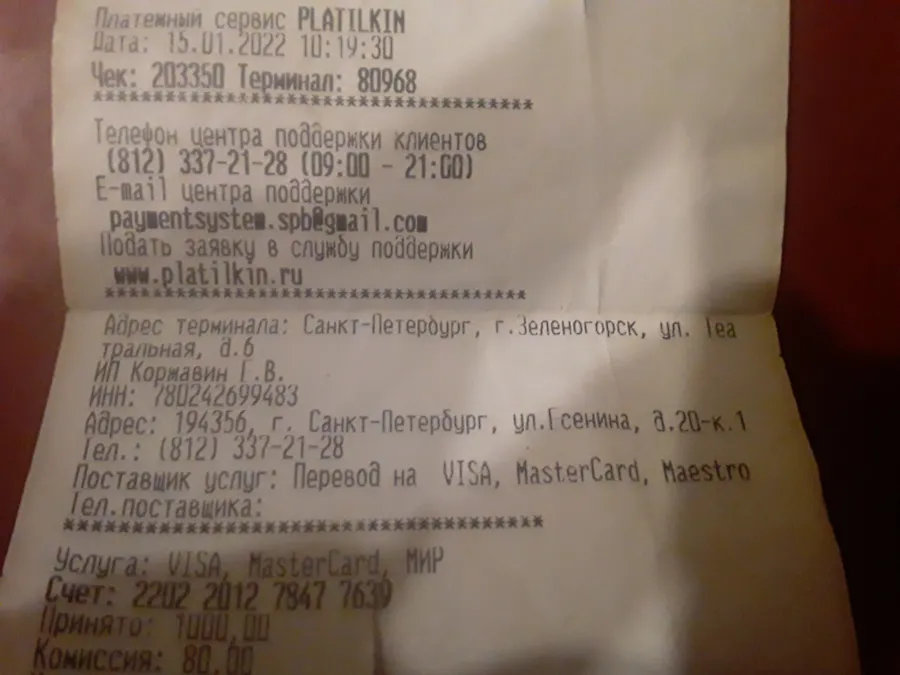 Платежный сервис PLATILKIN
Дата: 15.01.2022 10:19:30
Чек: 203350 Терминал: 80968
************************************
Телефон центра поддержки клиентов
(812) 337-21-28 (09:00 - 21:00)
E-mail центра поддержки
paymentsystem.spb@gmail.com
Подать заявку в службу поддержки
www.platilkin.ru
************************************
Адрес терминала: Санкт-Петербург, г.Зеленогорск, ул. Теа
тральная, д.6
ИП Коржавин Г.В.
ИНН: 780242699483
Адрес: 194356, г. Санкт-Петербург, ул.Есенина, д.20-к.1
Тел.: (812) 337-21-28
Поставщик услуг: Перевод на VISA, MasterCard, Maestro
Тел.поставщика:
************************************
Услуга: VISA, MasterCard, МИР
Счет: 2202 2012 7847 7639
Принято: 1000,00
Комиссия: 80.00